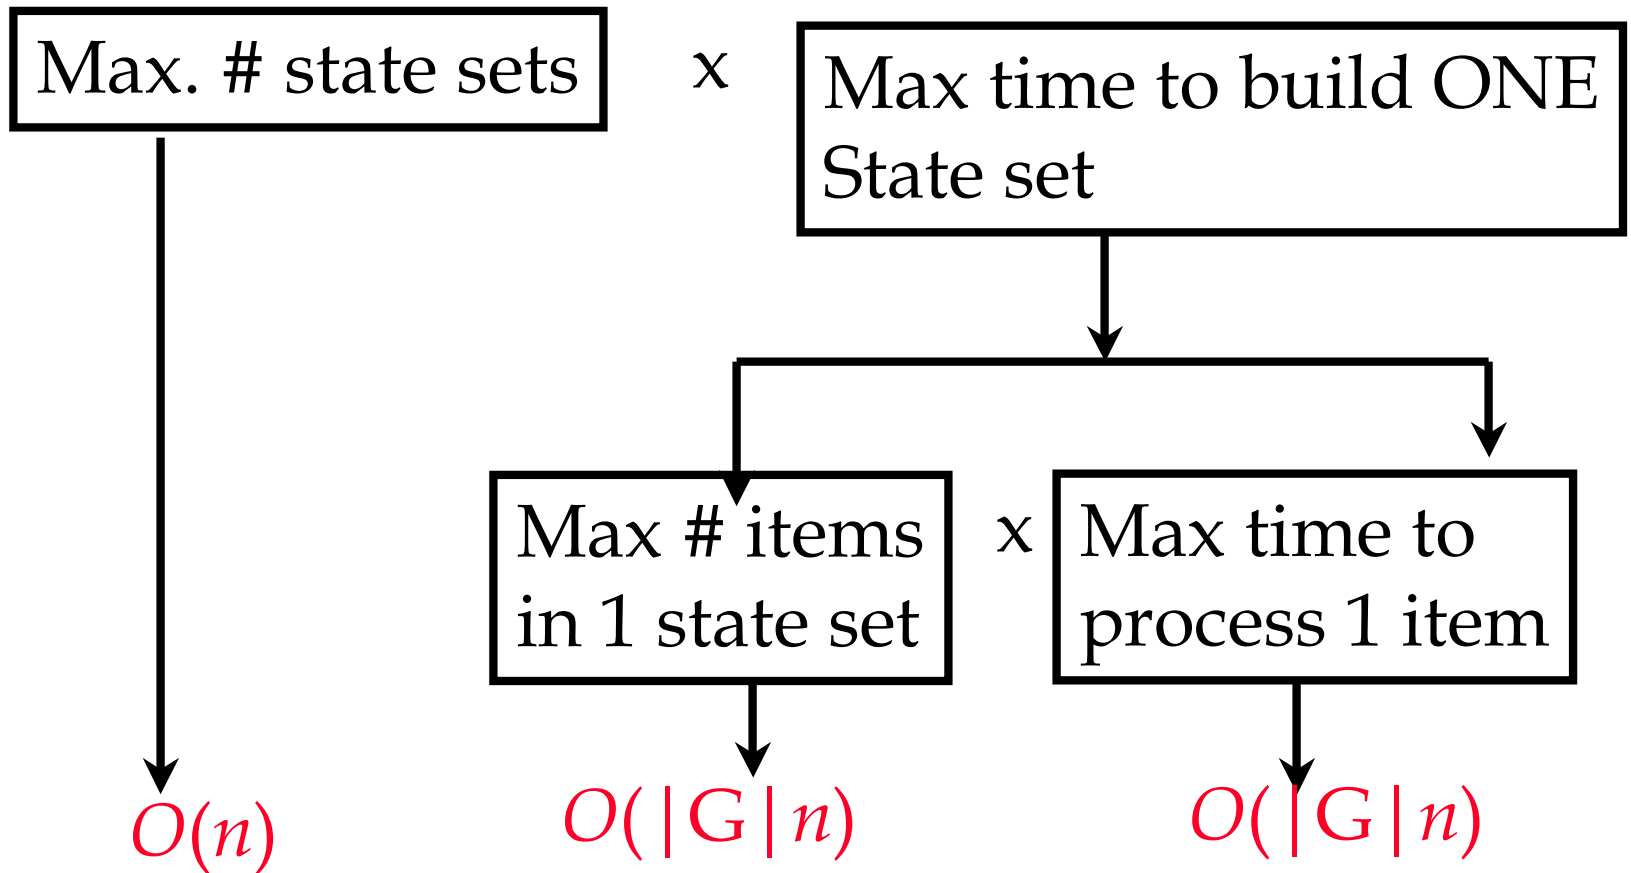 Max. # state sets
x
Max time to build ONE
State set
Max # items
in 1 state set
x
Max time to
process 1 item
O(n)
O(|G|n)
O(|G|n)